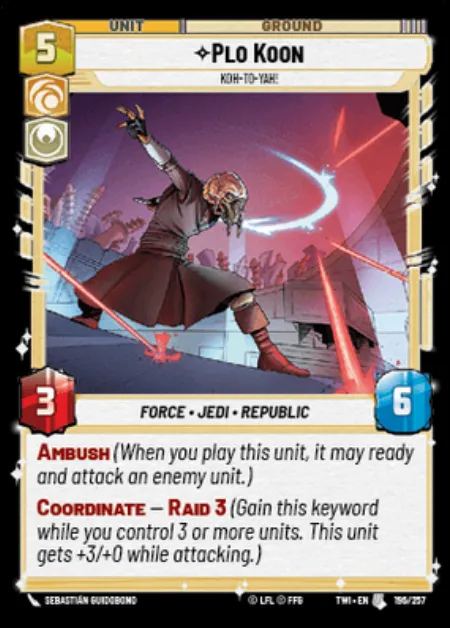 UNIT GROUND
5
PLO KOON
KOH-TO-YAH!
3
6
FORCE • JEDI • REPUBLIC
AMBUSH (When you play this unit, it may ready
and attack an enemy unit.)
COORDINATE — RAID 3 (Gain this keyword
while you control 3 or more units. This unit
gets +3/+0 while attacking.)
SEBASTIÁN GUIDOBONO © LFL © FFG TWI • EN 196/257